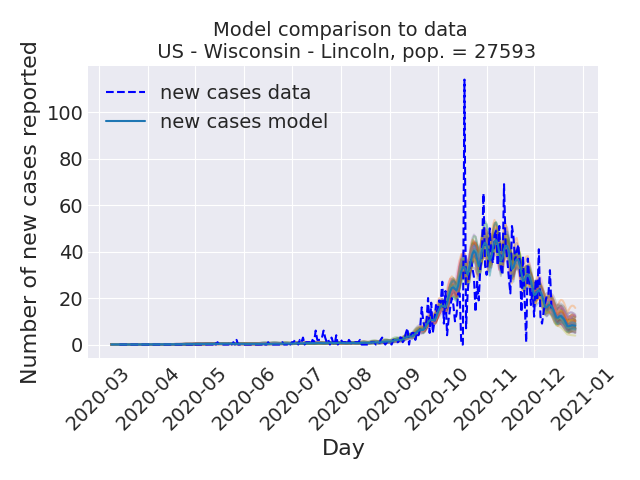 Model comparison to data
US - Wisconsin - Lincoln, pop. = 27593
Number of new cases reported
100
80
60
40
20
0
new cases data
new cases model
2020-03
2020-04
2020-05
2020-06
2020-07
2020-08
2020-09
2020-10
2020-11
2020-12
2021-01
Day